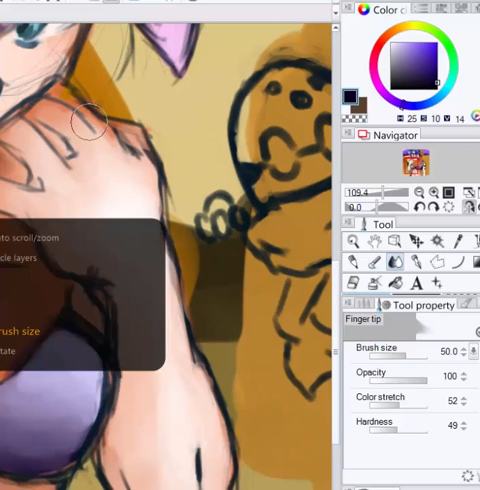 Color ci
H 25 S 10 V 14
Navigator
109.4
0.0
to scroll/zoom
cle layers
Tool
rush size
tate
Tool property
Finger tip
Brush size 50.0
Opacity 100
Color stretch 52
Hardness 49